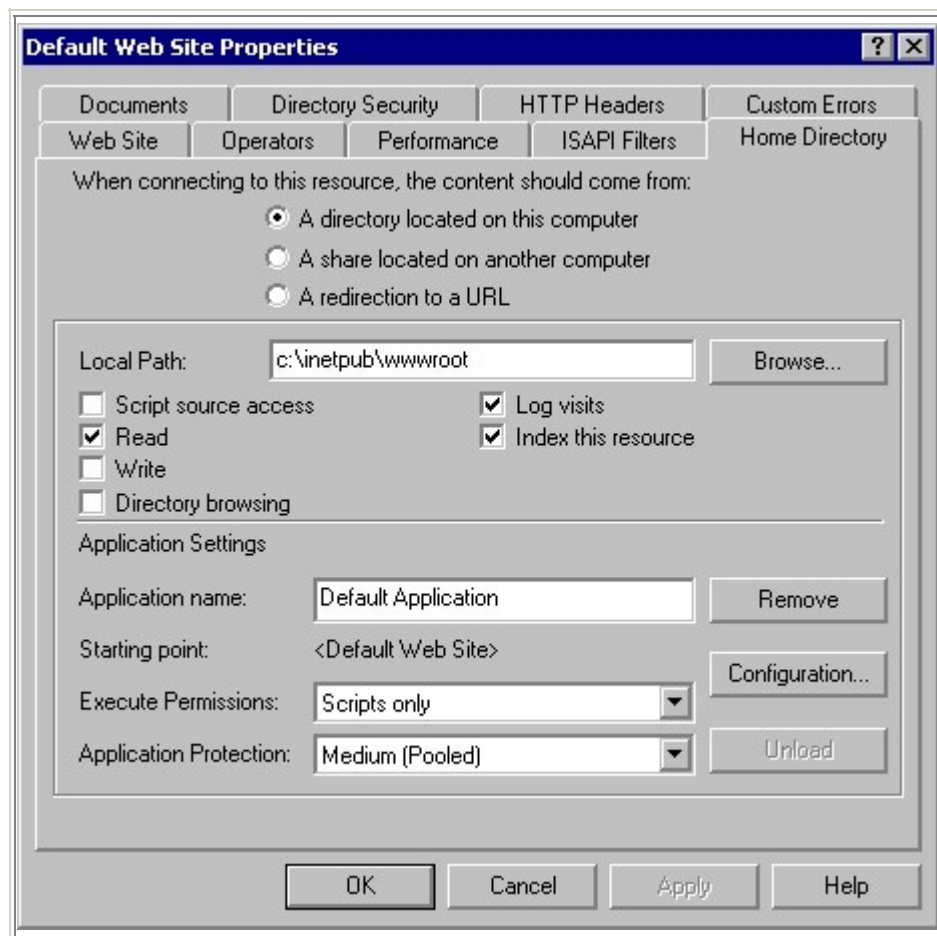 Default Web Site Properties
Documents Directory Security HTTP Headers Custom Errors
Web Site Operators Performance ISAPI Filters Home Directory
When connecting to this resource, the content should come from:
A directory located on this computer
A share located on another computer
A redirection to a URL
Local Path: c:\inetpub\wwwroot Browse...
Script source access Log visits
Read Index this resource
Write
Directory browsing
Application Settings
Application name: Default Application Remove
Starting point: <Default Web Site>
Configuration...
Execute Permissions: Scripts only
Application Protection: Medium (Pooled) Unload
OK Cancel Apply Help